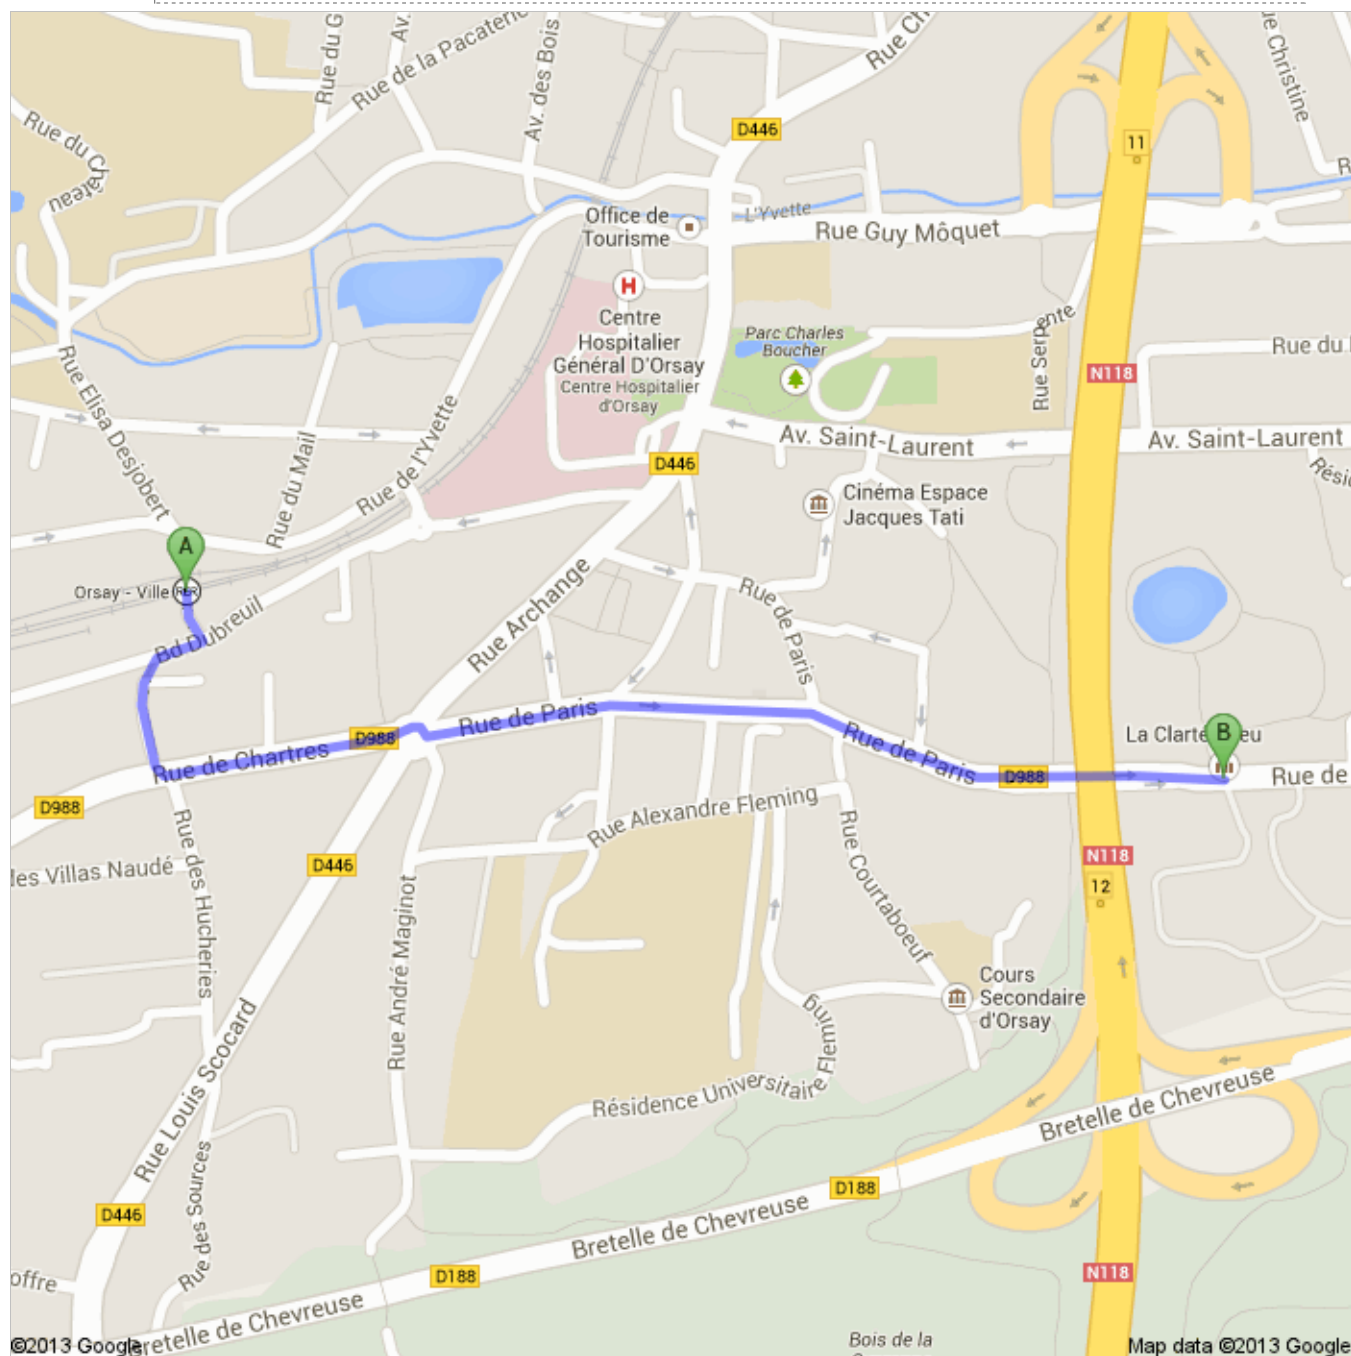 Rue du G
Av.
Rue de la Pacaterie
Av. des Bois
Rue Ch
ue Christine
D446
11
Rue du Château
R
L'Yvette
Office de
Tourisme
Rue Guy Môquet
H
Centre
Hospitalier
Général D'Orsay
Centre Hospitalier
d'Orsay
Parc Charles
Boucher
Rue Serpente
Rue du
N118
Rue Elisa Desjobert
Rue du Mail
Rue de l'Yvette
Av. Saint-Laurent
Av. Saint-Laurent
D446
Rési
Cinéma Espace
Jacques Tati
A
Orsay - Ville
Bd Dubreuil
Rue Archange
Rue de Paris
Rue de Paris
D988
Rue de Chartres
Rue de Paris
La Clarté
eu
B
D988
Rue de
D988
Rue Alexandre Fleming
N118
12
des Villas Naudé
D446
Rue des Hucheries
Rue André Maginot
Rue Courtaboeuf
Cours
Secondaire
d'Orsay
Rue Louis Scocard
Résidence Universitaire Fleming
Bretelle de Chevreuse
Rue des Sources
D446
D188
Bretelle de Chevreuse
offre
D188
N118
Bretelle de Chevreuse
Bois de la
©2013 Google
Map data ©2013 Google